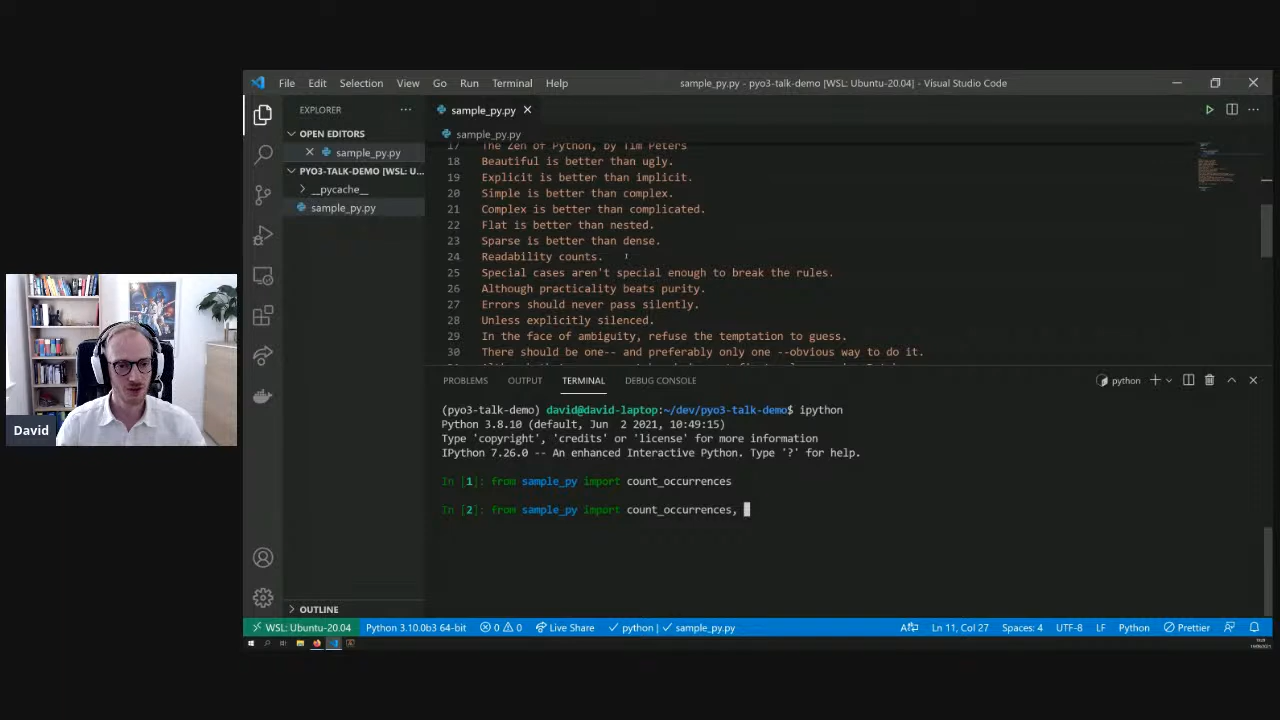 File Edit Selection View Go Run Terminal Help
sample_py.py - pyo3-talk-demo [WSL: Ubuntu-20.04] - Visual Studio Code
EXPLORER
OPEN EDITORS
sample_py.py
PYO3-TALK-DEMO [WSL: U...
__pycache__
sample_py.py
OUTLINE
sample_py.py
sample_py.py
17 The Zen of Python, by Tim Peters
18 Beautiful is better than ugly.
19 Explicit is better than implicit.
20 Simple is better than complex.
21 Complex is better than complicated.
22 Flat is better than nested.
23 Sparse is better than dense.
24 Readability counts.
25 Special cases aren't special enough to break the rules.
26 Although practicality beats purity.
27 Errors should never pass silently.
28 Unless explicitly silenced.
29 In the face of ambiguity, refuse the temptation to guess.
30 There should be one-- and preferably only one --obvious way to do it.
PROBLEMS OUTPUT TERMINAL DEBUG CONSOLE
python
(pyo3-talk-demo) david@david-laptop:~/dev/pyo3-talk-demo$ ipython
Python 3.8.10 (default, Jun  2 2021, 10:49:15)
Type 'copyright', 'credits' or 'license' for more information
IPython 7.26.0 -- An enhanced Interactive Python. Type '?' for help.
In [1]: from sample_py import count_occurrences
In [2]: from sample_py import count_occurrences,
David
WSL: Ubuntu-20.04 Python 3.10.0b3 64-bit 0 0 Live Share python | sample_py.py Ln 11, Col 27 Spaces: 4 UTF-8 LF Python Prettier